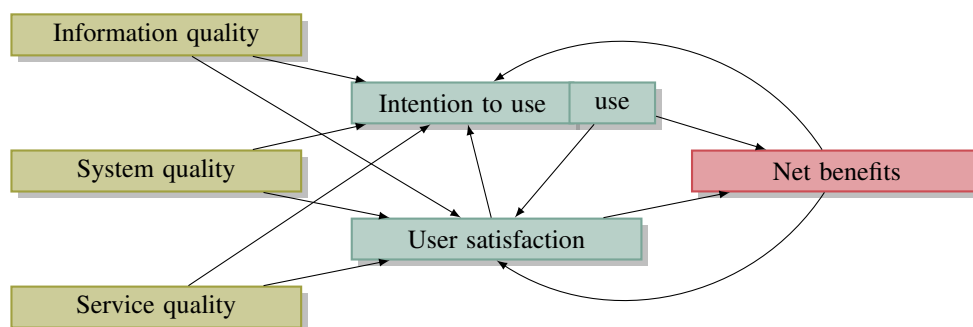 Information quality
Intention to use
use
System quality
Net benefits
User satisfaction
Service quality